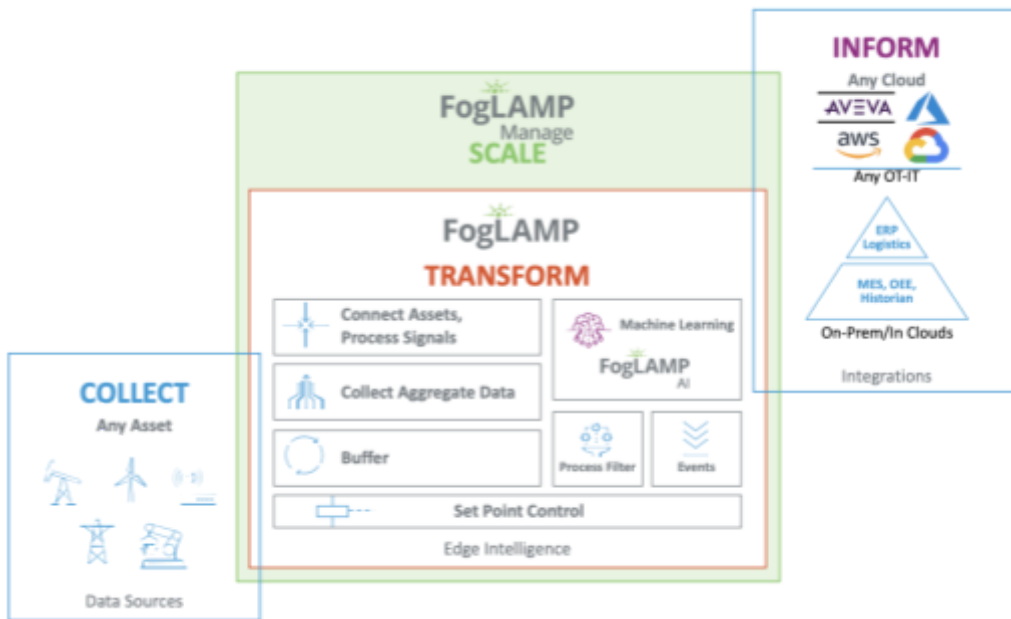 INFORM
Any Cloud
AVEVA
aws
Any OT-IT
ERP
Logistics
MES, OEE,
Historian
On-Prem/In Clouds
Integrations
FogLAMP
Manage
SCALE
FogLAMP
TRANSFORM
Connect Assets,
Process Signals
Collect Aggregate Data
Buffer
Machine Learning
FogLAMP
AI
Process Filter
Events
Set Point Control
Edge Intelligence
COLLECT
Any Asset
Data Sources